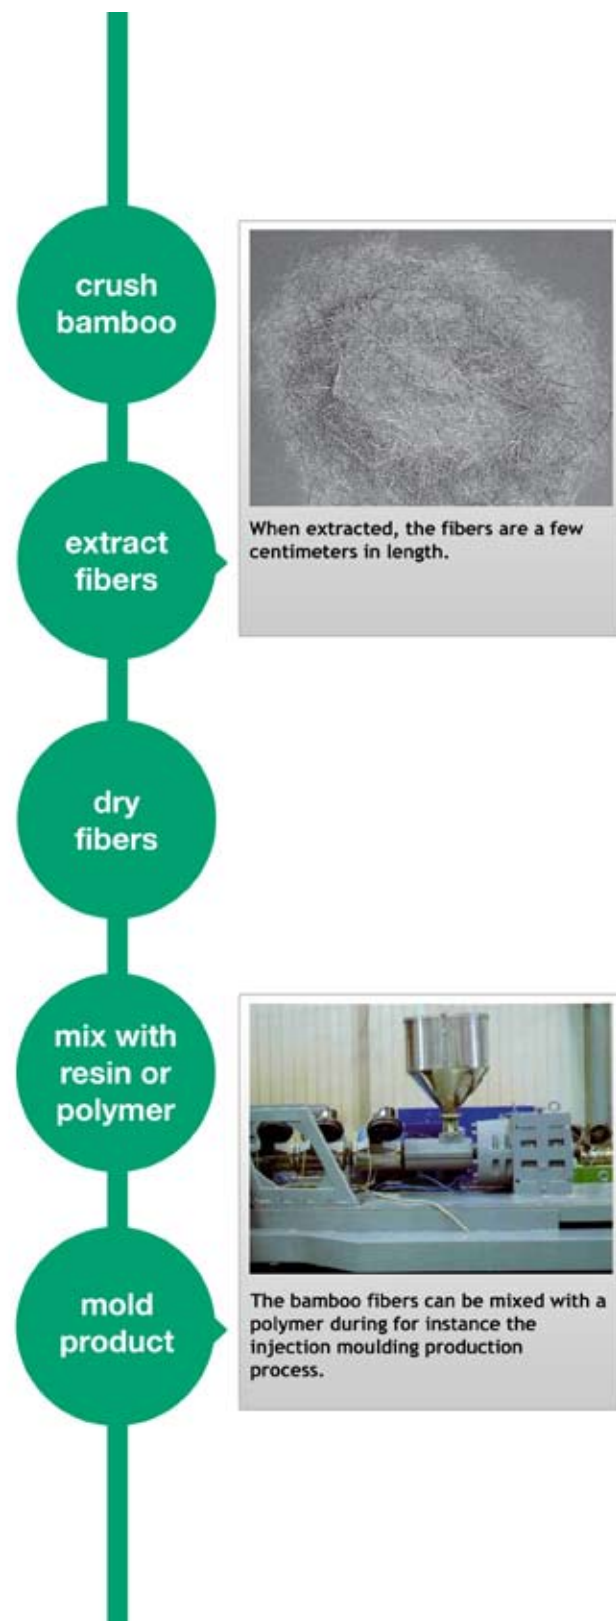 crush
bamboo
When extracted, the fibers are a few
centimeters in length.
extract
fibers
dry
fibers
mix with
resin or
polymer
mold
product
The bamboo fibers can be mixed with a
polymer during for instance the
injection moulding production
process.